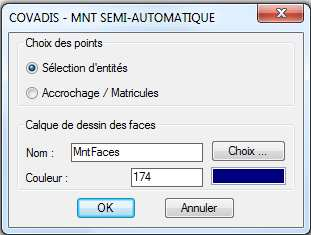 COVADIS - MNT SEMI-AUTOMATIQUE
Choix des points
Sélection d'entités
Accrochage / Matricules
Calque de dessin des faces
Nom : MntFaces Choix ...
Couleur : 174
OK Annuler